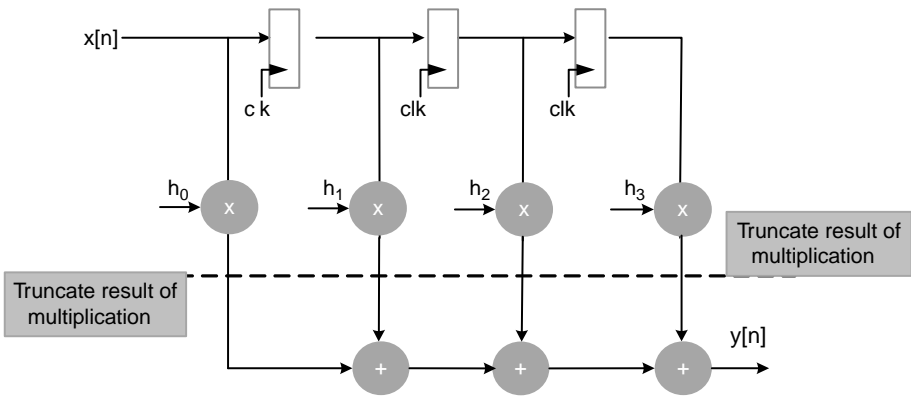 x[n]
c k
clk
clk
h0
h1
h2
h3
x
x
x
x
Truncate result of
multiplication
Truncate result of
multiplication
y[n]
+
+
+